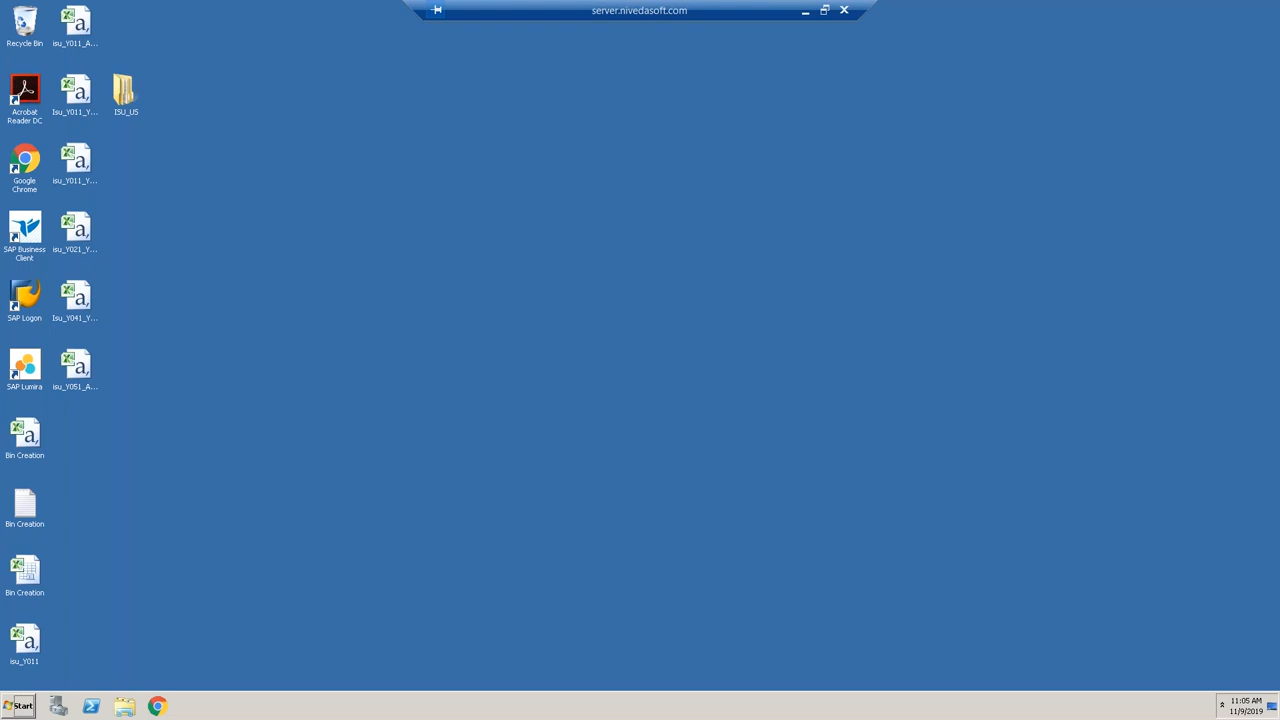 server.nivedasoft.com
Recycle Bin
isu_Y011_A...
Acrobat
Reader DC
Isu_Y011_Y...
ISU_US
Google
Chrome
isu_Y011_Y...
SAP Business
Client
isu_Y021_Y...
SAP Logon
Isu_Y041_Y...
SAP Lumira
isu_Y051_A...
Bin Creation
Bin Creation
Bin Creation
isu_Y011
Start
11:05 AM
11/9/2019